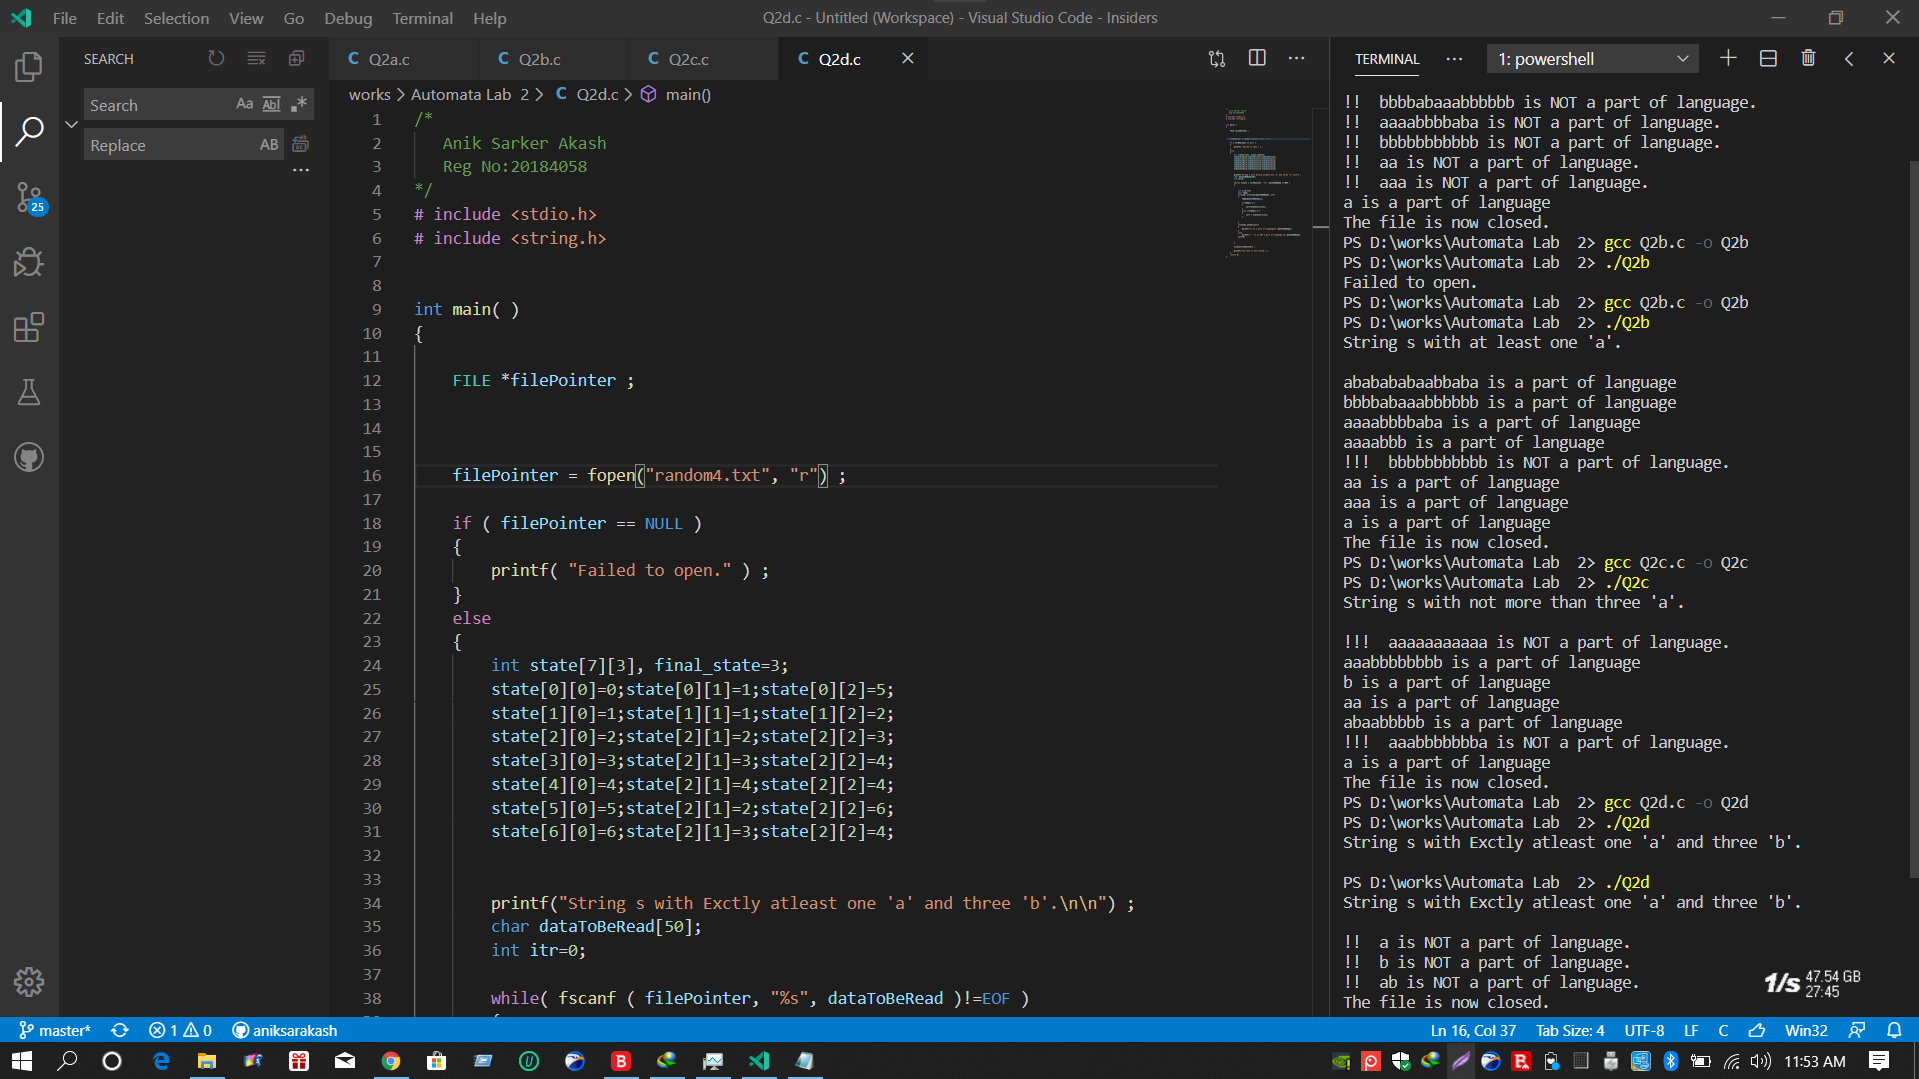 File Edit Selection View Go Debug Terminal Help
Q2d.c - Untitled (Workspace) - Visual Studio Code - Insiders
SEARCH
Search
Aa Abl .*
Replace
AB
25
Q2a.c
Q2b.c
Q2c.c
Q2d.c
works > Automata Lab 2 > C Q2d.c > main()
1 /*
2 Anik Sarker Akash
3 Reg No:20184058
4 */
5 # include <stdio.h>
6 # include <string.h>
7
8
9 int main( )
10 {
11
12 FILE *filePointer ;
13
14
15
16 filePointer = fopen("random4.txt", "r") ;
17
18 if ( filePointer == NULL )
19 {
20 printf( "Failed to open." ) ;
21 }
22 else
23 {
24 int state[7][3], final_state=3;
25 state[0][0]=0;state[0][1]=1;state[0][2]=5;
26 state[1][0]=1;state[1][1]=1;state[1][2]=2;
27 state[2][0]=2;state[2][1]=2;state[2][2]=3;
28 state[3][0]=3;state[2][1]=3;state[2][2]=4;
29 state[4][0]=4;state[2][1]=4;state[2][2]=4;
30 state[5][0]=5;state[2][1]=2;state[2][2]=6;
31 state[6][0]=6;state[2][1]=3;state[2][2]=4;
32
33
34 printf("String s with Exctly atleast one 'a' and three 'b'.\n\n") ;
35 char dataToBeRead[50];
36 int itr=0;
37
38 while( fscanf ( filePointer, "%s", dataToBeRead )!=EOF )
TERMINAL ... 1: powershell
!! bbbbabaaabbbbbb is NOT a part of language.
!! aaaabbbbaba is NOT a part of language.
!! bbbbbbbbbbb is NOT a part of language.
!! aa is NOT a part of language.
!! aaa is NOT a part of language.
a is a part of language
The file is now closed.
PS D:\works\Automata Lab 2> gcc Q2b.c -o Q2b
PS D:\works\Automata Lab 2> ./Q2b
Failed to open.
PS D:\works\Automata Lab 2> gcc Q2b.c -o Q2b
PS D:\works\Automata Lab 2> ./Q2b
String s with at least one 'a'.
ababababaabbaba is a part of language
bbbbabaaabbbbbb is a part of language
aaaabbbbaba is a part of language
aaaabbb is a part of language
!!! bbbbbbbbbbb is NOT a part of language.
aa is a part of language
aaa is a part of language
a is a part of language
The file is now closed.
PS D:\works\Automata Lab 2> gcc Q2c.c -o Q2c
PS D:\works\Automata Lab 2> ./Q2c
String s with not more than three 'a'.
!!! aaaaaaaaaaa is NOT a part of language.
aaabbbbbbbb is a part of language
b is a part of language
aa is a part of language
abaabbbbb is a part of language
!!! aaabbbbbbba is NOT a part of language.
a is a part of language
The file is now closed.
PS D:\works\Automata Lab 2> gcc Q2d.c -o Q2d
PS D:\works\Automata Lab 2> ./Q2d
String s with Exctly atleast one 'a' and three 'b'.
PS D:\works\Automata Lab 2> ./Q2d
String s with Exctly atleast one 'a' and three 'b'.
!! a is NOT a part of language.
!! b is NOT a part of language.
!! ab is NOT a part of language.
The file is now closed.
1/s 47.54 GB
27:45
master* 1 0 aniksarakash
Ln 16, Col 37 Tab Size: 4 UTF-8 LF C Win32
11:53 AM